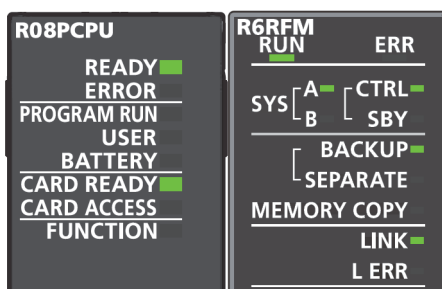 R08PCPU
READY
ERROR
PROGRAM RUN
USER
BATTERY
CARD READY
CARD ACCESS
FUNCTION
R6RFM
RUN ERR
SYS A CTRL
B SBY
BACKUP
SEPARATE
MEMORY COPY
LINK
L ERR